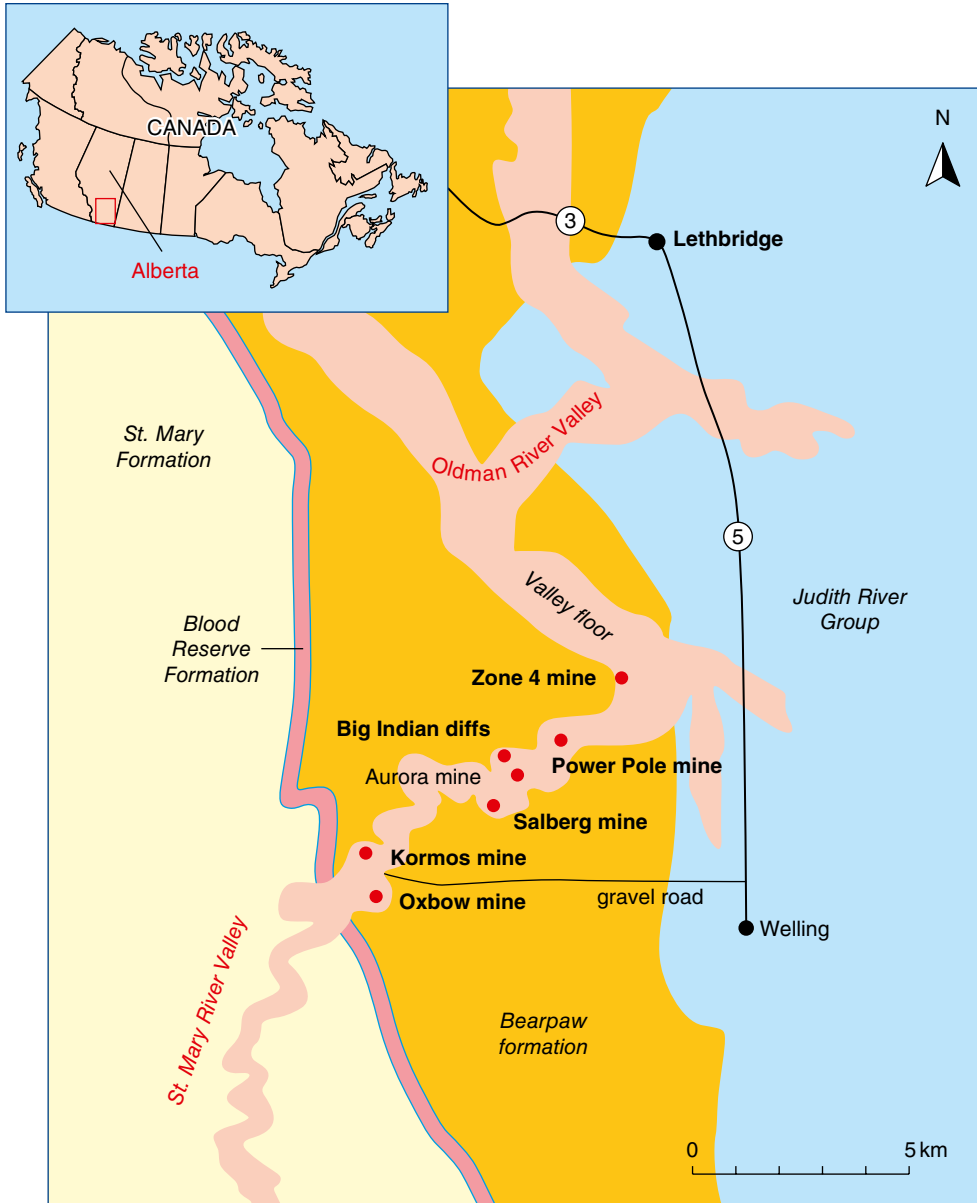 CANADA
Alberta
N
3
Lethbridge
St. Mary
Formation
Oldman River Valley
5
Valley floor
Judith River
Group
Blood
Reserve
Formation
Zone 4 mine
Big Indian diffs
Power Pole mine
Aurora mine
Salberg mine
Kormos mine
gravel road
Oxbow mine
Welling
St. Mary River Valley
Bearpaw
formation
0
5 km